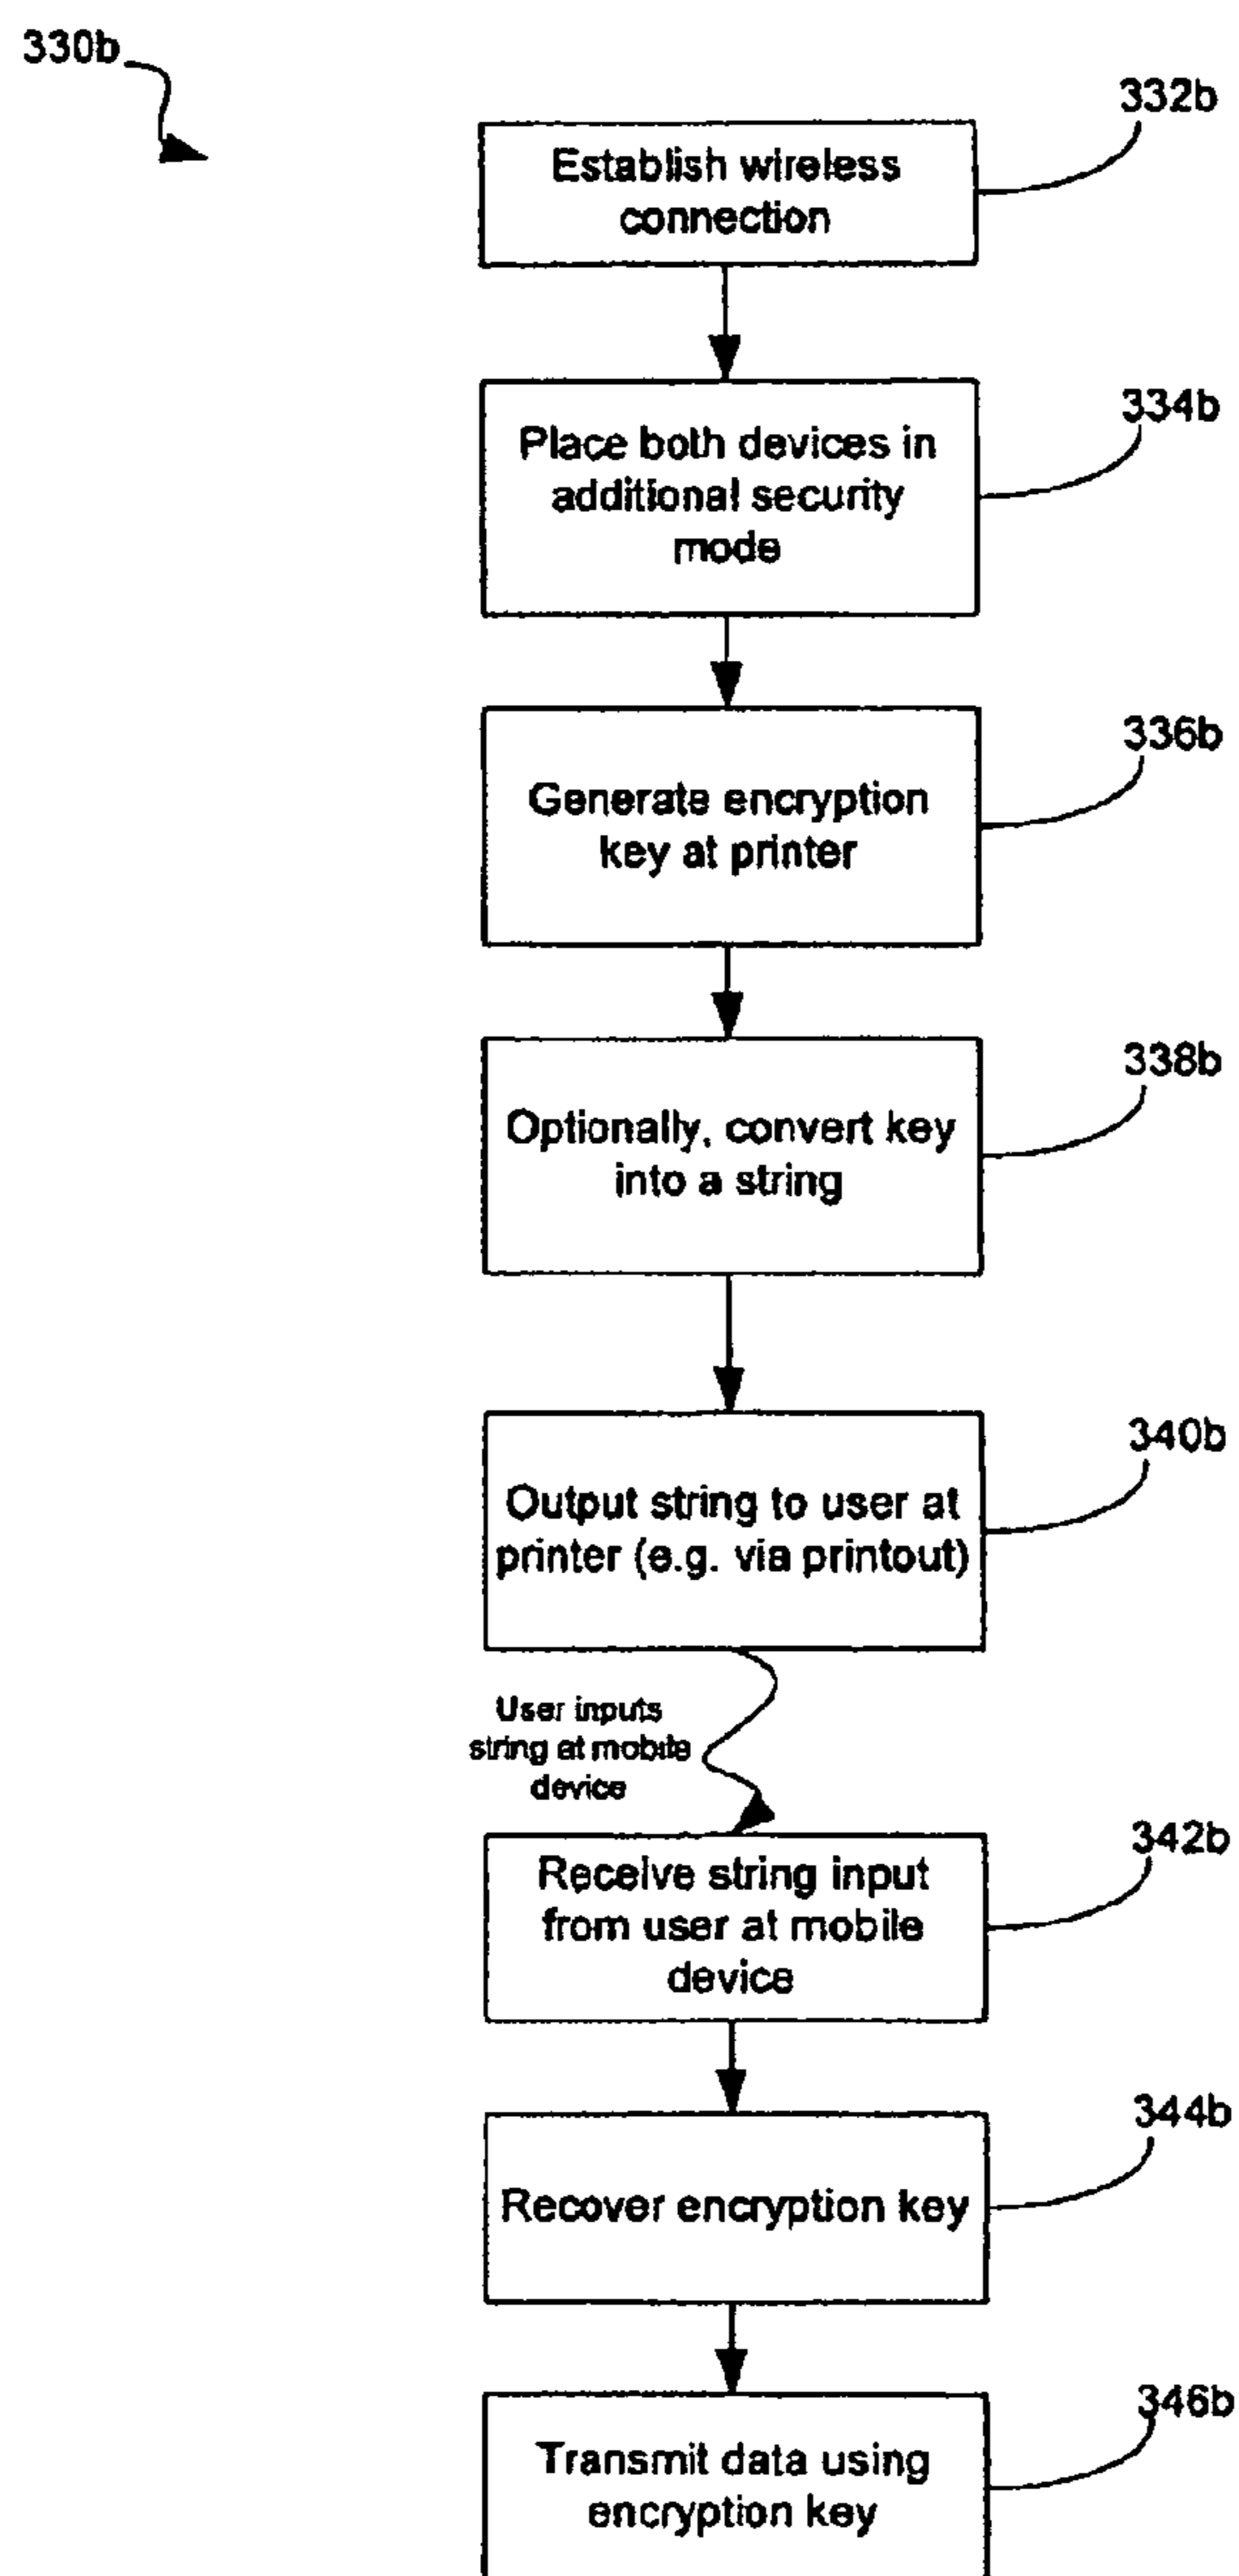 330b
332b
Establish wireless
connection
334b
Place both devices in
additional security
mode
336b
Generate encryption
key at printer
338b
Optionally, convert key
into a string
340b
Output string to user at
printer (e.g. via printout)
User inputs
string at mobile
device
342b
Receive string input
from user at mobile
device
344b
Recover encryption key
346b
Transmit data using
encryption key